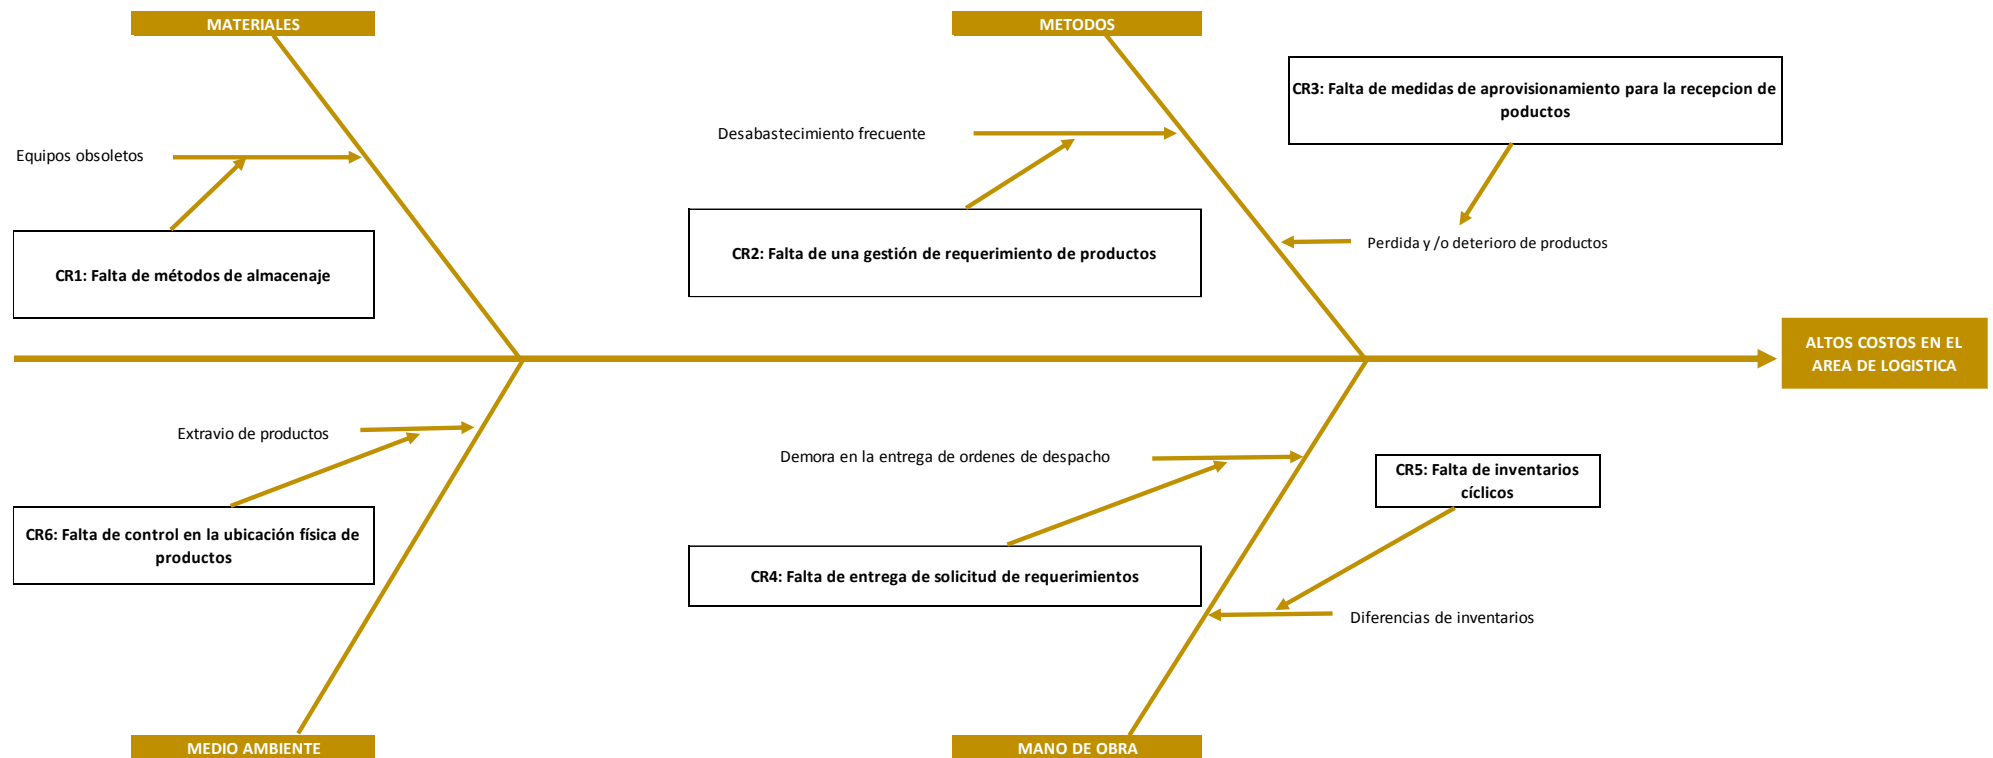 MATERIALES
METODOS
CR3: Falta de medidas de aprovisionamiento para la recepcion de
poductos
Desabastecimiento frecuente
Equipos obsoletos
CR2: Falta de una gestión de requerimiento de productos
Perdida y /o deterioro de productos
CR1: Falta de métodos de almacenaje
ALTOS COSTOS EN EL
AREA DE LOGISTICA
Extravio de productos
Demora en la entrega de ordenes de despacho
CR5: Falta de inventarios
cíclicos
CR6: Falta de control en la ubicación física de
productos
CR4: Falta de entrega de solicitud de requerimientos
Diferencias de inventarios
MEDIO AMBIENTE
MANO DE OBRA